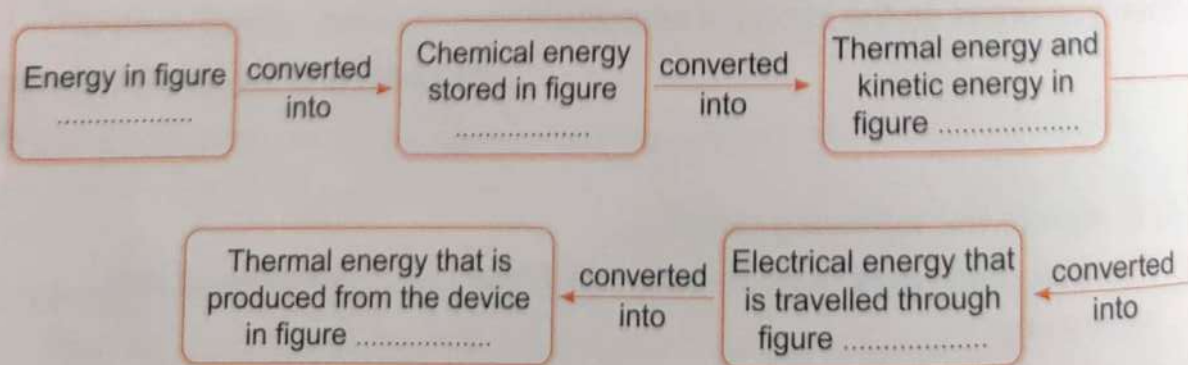 Energy in figure
..................
converted
into
Chemical energy
stored in figure
..................
converted
into
Thermal energy and
kinetic energy in
figure ..................
converted
into
Electrical energy that
is travelled through
figure ..................
converted
into
Thermal energy that is
produced from the device
in figure ..................